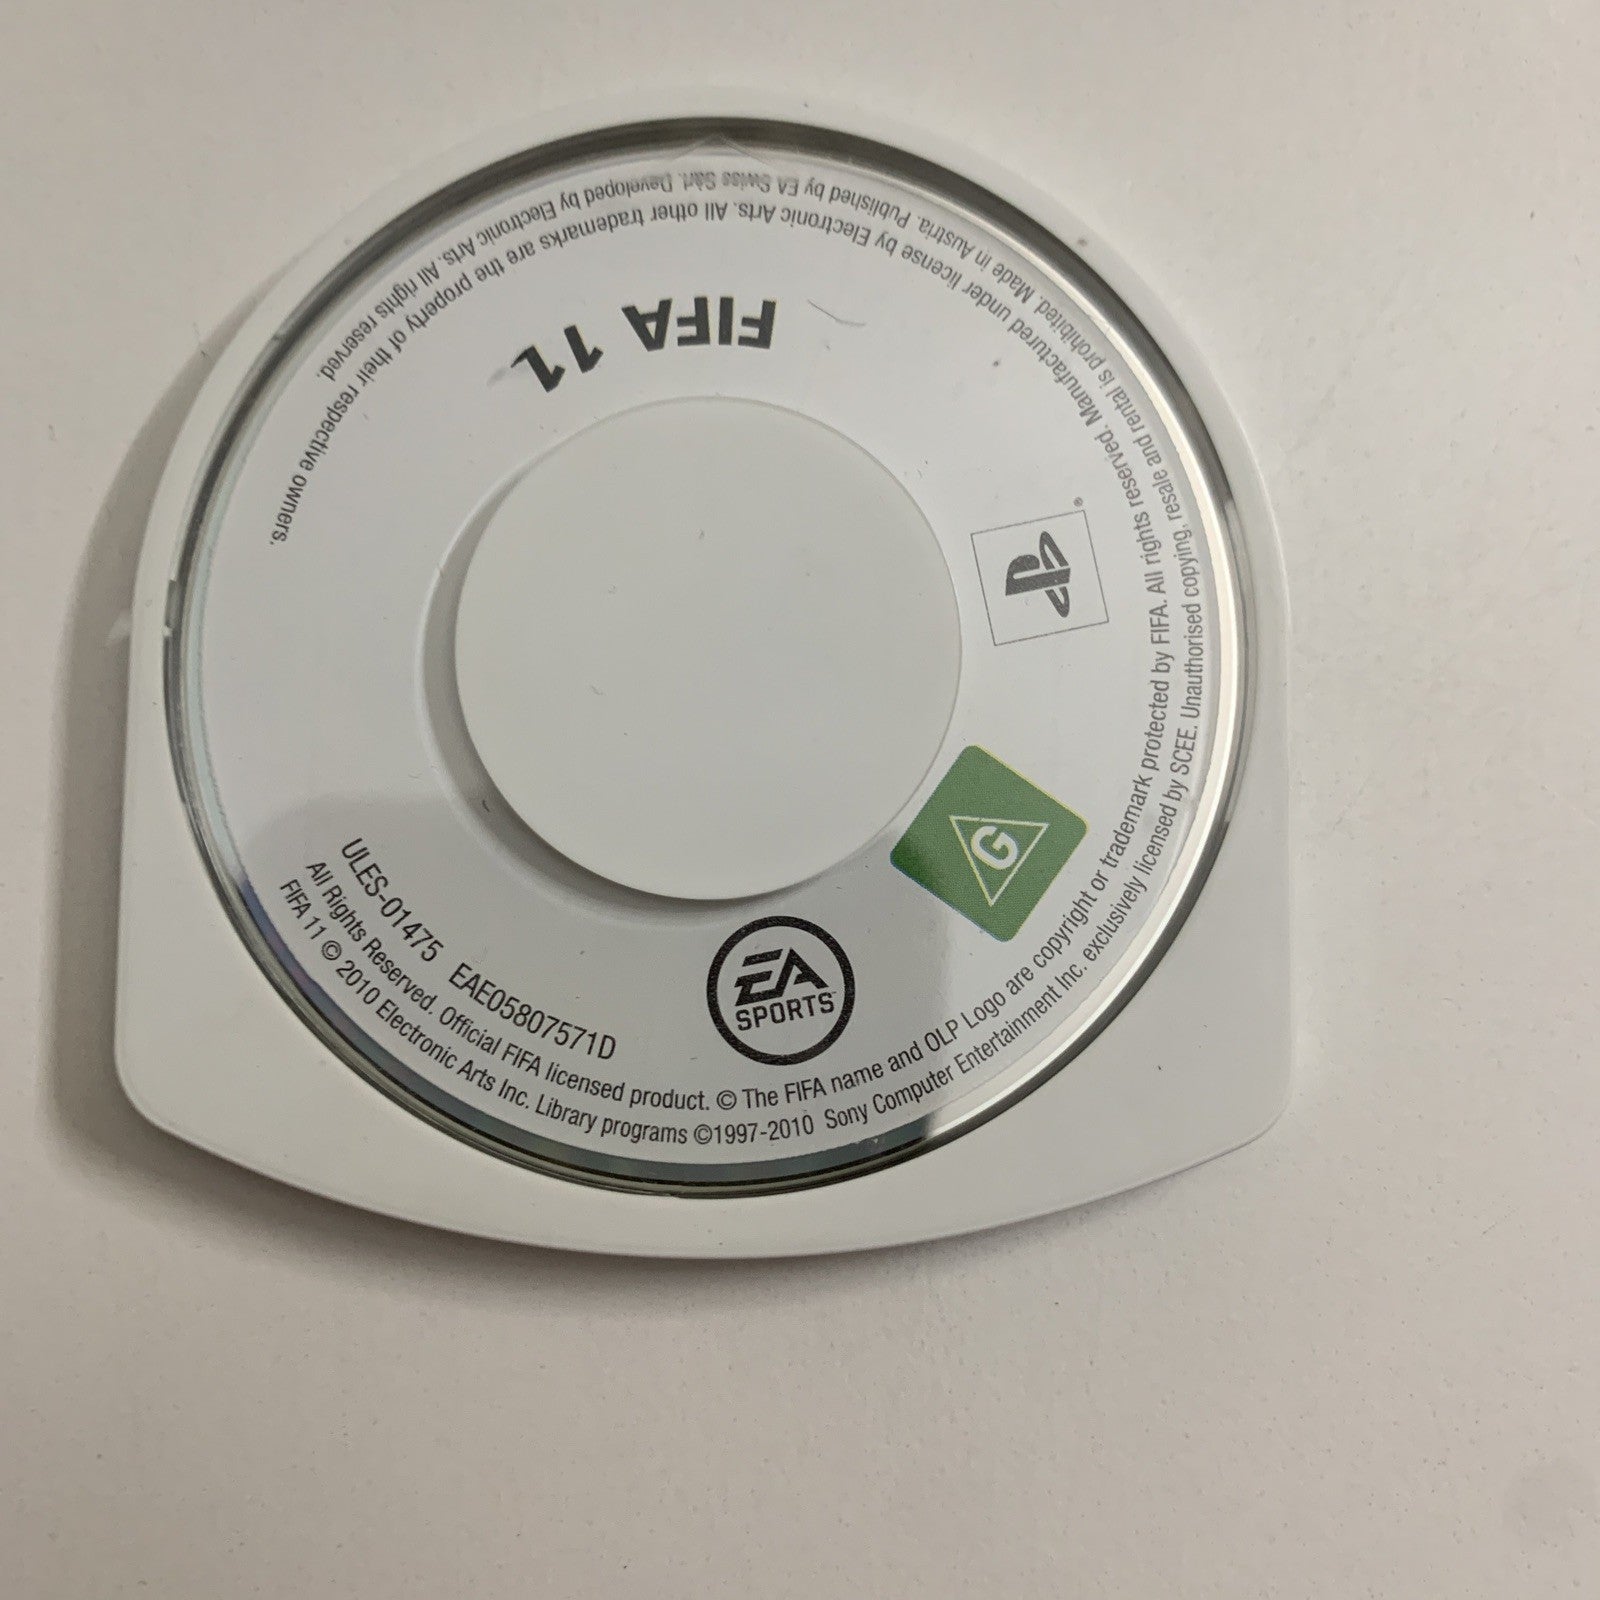 FIFA 11
®
G
EA
SPORTS™
ULES-01475 EAE05807571D
FIFA 11 © 2010 Electronic Arts Inc. Library programs ©1997-2010 Sony Computer Entertainment Inc. exclusively licensed by SCEE. Unauthorised copying, resale and rental is prohibited. Made in Austria. Published by EA Swiss Sàrl. Developed by Electronic Arts. All rights reserved.
All Rights Reserved. Official FIFA licensed product. © The FIFA name and OLP Logo are copyright or trademark protected by FIFA. All rights reserved. Manufactured under license by Electronic Arts. All other trademarks are the property of their respective owners.